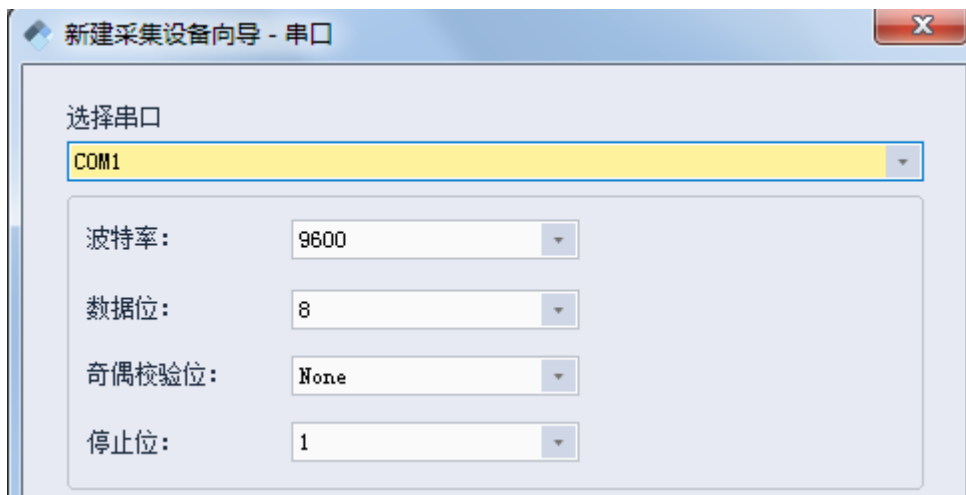 新建采集设备向导 - 串口
选择串口
COM1
波特率: 9600
数据位: 8
奇偶校验位: None
停止位: 1